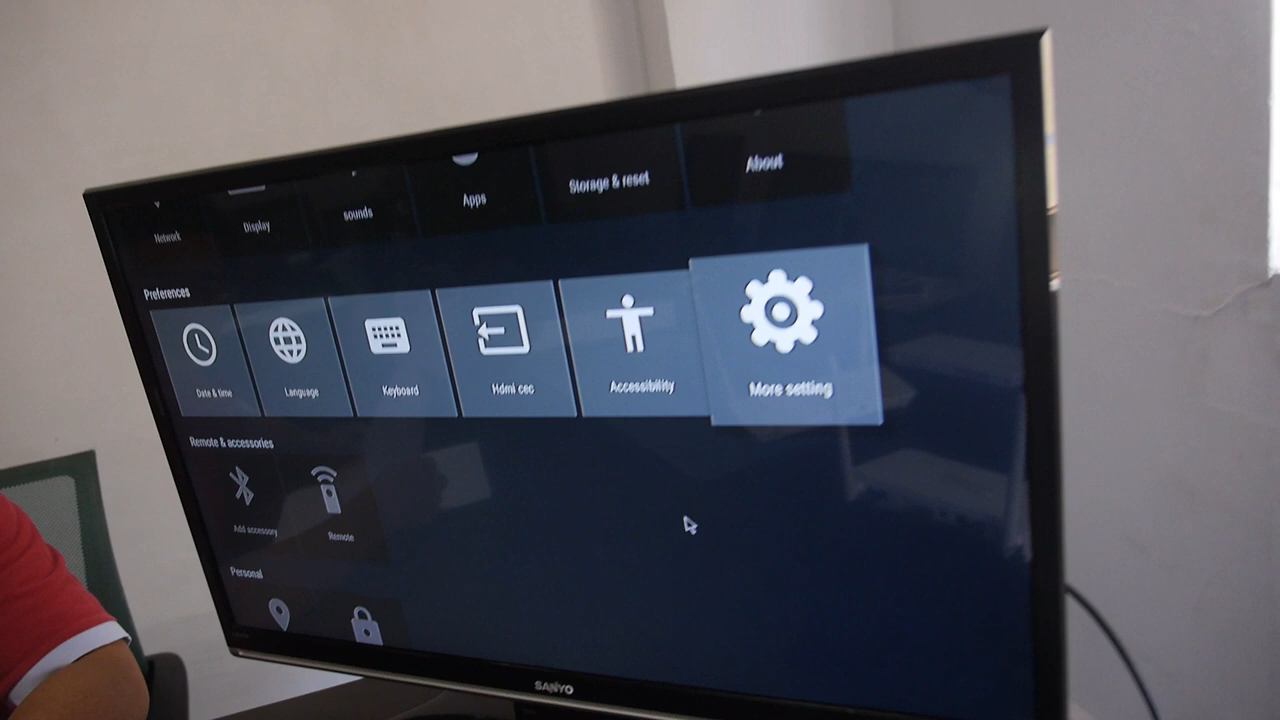 Network Display sounds Apps Storage & reset About
Preferences
Date & time Language Keyboard Hdmi cec Accessibility More setting
Remote & accessories
Add accessory Remote
Personal
SANYO